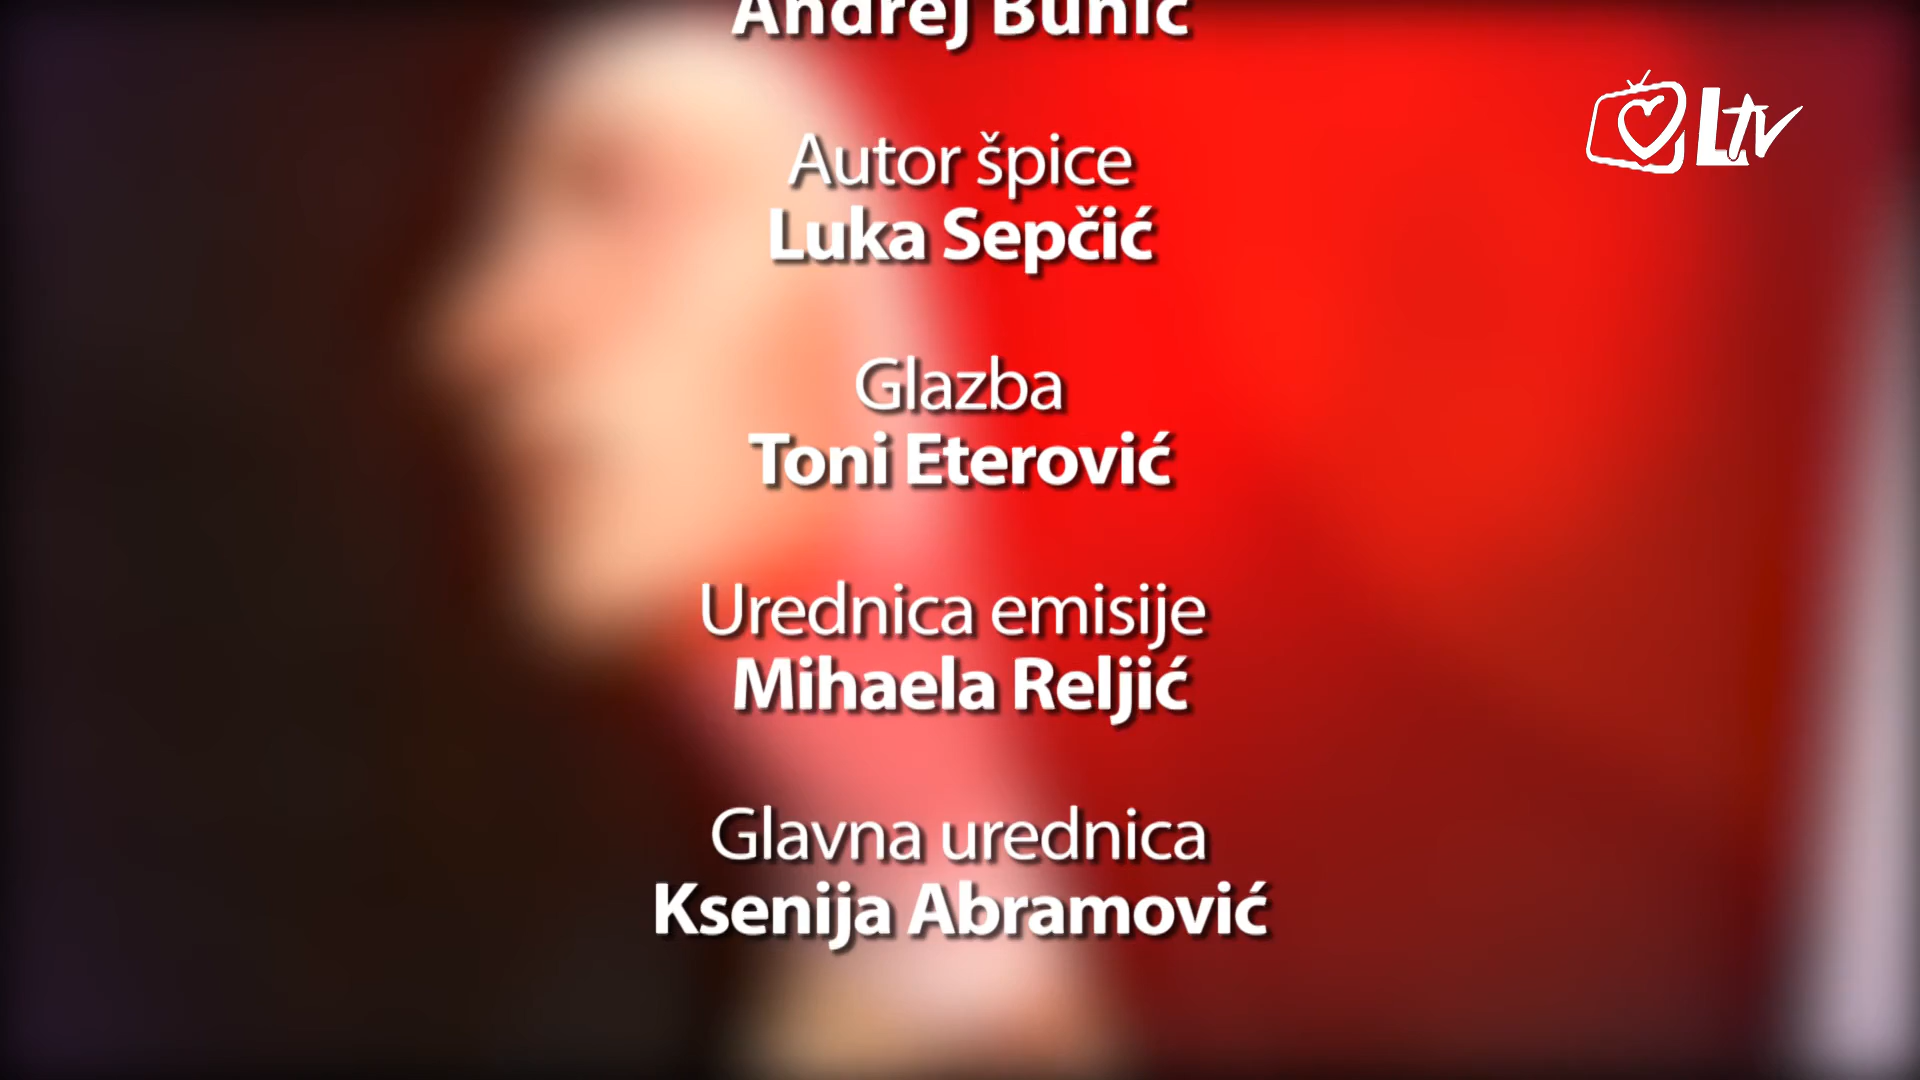 Andrej Bunić
Ltv
Autor špice
Luka Sepčić
Glazba
Toni Eterović
Urednica emisije
Mihaela Reljić
Glavna urednica
Ksenija Abramović